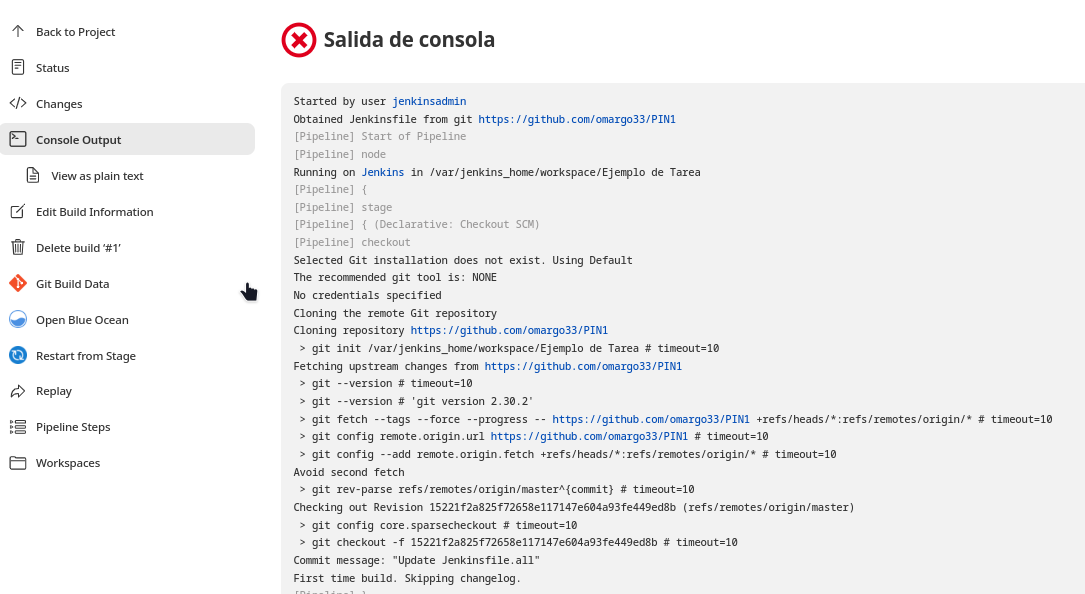 Back to Project
Status
Changes
Console Output
View as plain text
Edit Build Information
Delete build ‘#1’
Git Build Data
Open Blue Ocean
Restart from Stage
Replay
Pipeline Steps
Workspaces
Salida de consola
Started by user jenkinsadmin
Obtained Jenkinsfile from git https://github.com/omargo33/PIN1
[Pipeline] Start of Pipeline
[Pipeline] node
Running on Jenkins in /var/jenkins_home/workspace/Ejemplo de Tarea
[Pipeline] {
[Pipeline] stage
[Pipeline] { (Declarative: Checkout SCM)
[Pipeline] checkout
Selected Git installation does not exist. Using Default
The recommended git tool is: NONE
No credentials specified
Cloning the remote Git repository
Cloning repository https://github.com/omargo33/PIN1
 > git init /var/jenkins_home/workspace/Ejemplo de Tarea # timeout=10
Fetching upstream changes from https://github.com/omargo33/PIN1
 > git --version # timeout=10
 > git --version # 'git version 2.30.2'
 > git fetch --tags --force --progress -- https://github.com/omargo33/PIN1 +refs/heads/*:refs/remotes/origin/* # timeout=10
 > git config remote.origin.url https://github.com/omargo33/PIN1 # timeout=10
 > git config --add remote.origin.fetch +refs/heads/*:refs/remotes/origin/* # timeout=10
Avoid second fetch
 > git rev-parse refs/remotes/origin/master^{commit} # timeout=10
Checking out Revision 15221f2a825f72658e117147e604a93fe449ed8b (refs/remotes/origin/master)
 > git config core.sparsecheckout # timeout=10
 > git checkout -f 15221f2a825f72658e117147e604a93fe449ed8b # timeout=10
Commit message: "Update Jenkinsfile.all"
First time build. Skipping changelog.
[Pipeline] }